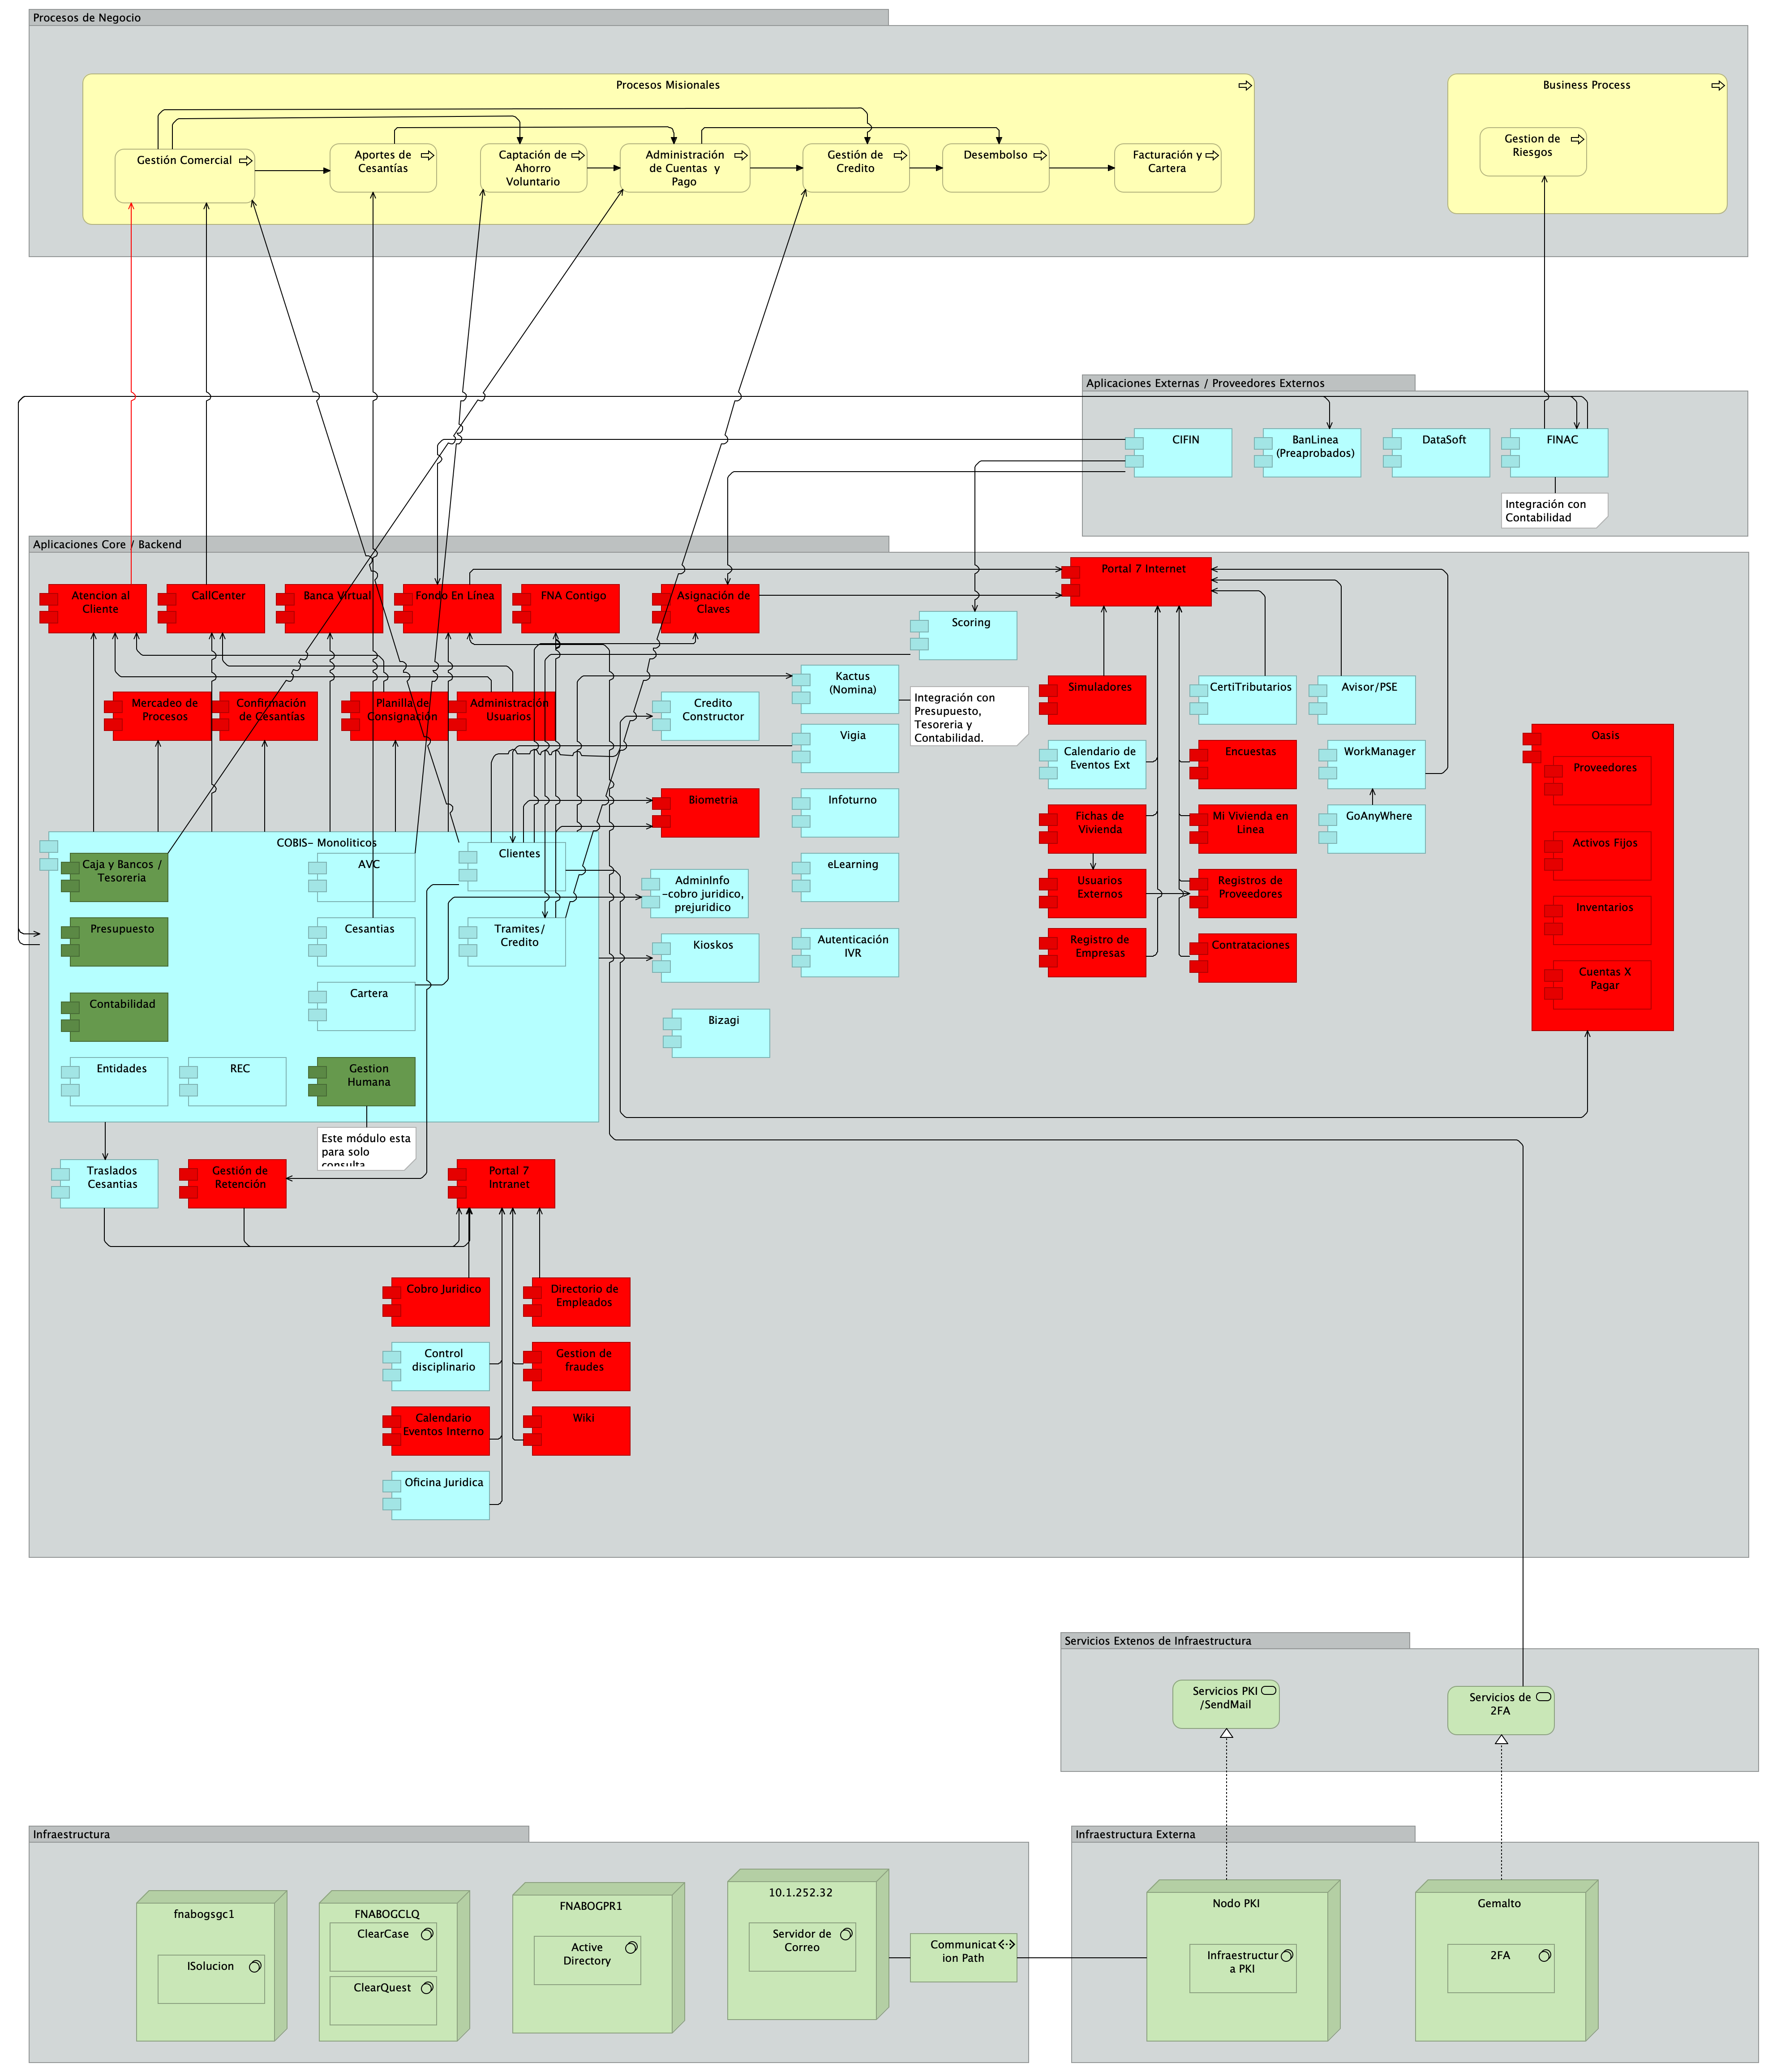 Procesos de Negocio
Procesos Misionales
Business Process
Gestión Comercial
Aportes de
Cesantías
Captación de
Ahorro
Voluntario
Administración
de Cuentas y
Pago
Gestión de
Credito
Desembolso
Facturación y
Cartera
Gestion de
Riesgos
Aplicaciones Externas / Proveedores Externos
CIFIN
BanLinea
(Preaprobados)
DataSoft
FINAC
Integración con
Contabilidad
Aplicaciones Core / Backend
Atencion al
Cliente
CallCenter
Banca Virtual
Fondo En Línea
FNA Contigo
Asignación de
Claves
Portal 7 Internet
Scoring
Mercadeo de
Procesos
Confirmación
de Cesantías
Planilla de
Consignación
Administración
Usuarios
Credito
Constructor
Kactus
(Nomina)
Integración con
Presupuesto,
Tesoreria y
Contabilidad.
Simuladores
CertiTributarios
Avisor/PSE
Vigia
Calendario de
Eventos Ext
Encuestas
WorkManager
Oasis
Proveedores
Activos Fijos
Inventarios
Cuentas X
Pagar
Biometria
Infoturno
Fichas de
Vivienda
Mi Vivienda en
Linea
GoAnyWhere
COBIS- Monoliticos
Caja y Bancos /
Tesoreria
AVC
Clientes
AdminInfo
-cobro juridico,
prejuridico
eLearning
Usuarios
Externos
Registros de
Proveedores
Presupuesto
Cesantias
Tramites/
Credito
Kioskos
Autenticación
IVR
Registro de
Empresas
Contrataciones
Contabilidad
Cartera
Bizagi
Entidades
REC
Gestion
Humana
Este módulo esta
para solo
consulta
Traslados
Cesantias
Gestión de
Retención
Portal 7
Intranet
Cobro Juridico
Directorio de
Empleados
Control
disciplinario
Gestion de
fraudes
Calendario
Eventos Interno
Wiki
Oficina Juridica
Servicios Extenos de Infraestructura
Servicios PKI
/SendMail
Servicios de
2FA
Infraestructura
fnabogsgc1
ISolucion
FNABOGCLQ
ClearCase
ClearQuest
FNABOGPR1
Active
Directory
10.1.252.32
Servidor de
Correo
Communicat
ion Path
Infraestructura Externa
Nodo PKI
Infraestructur
a PKI
Gemalto
2FA